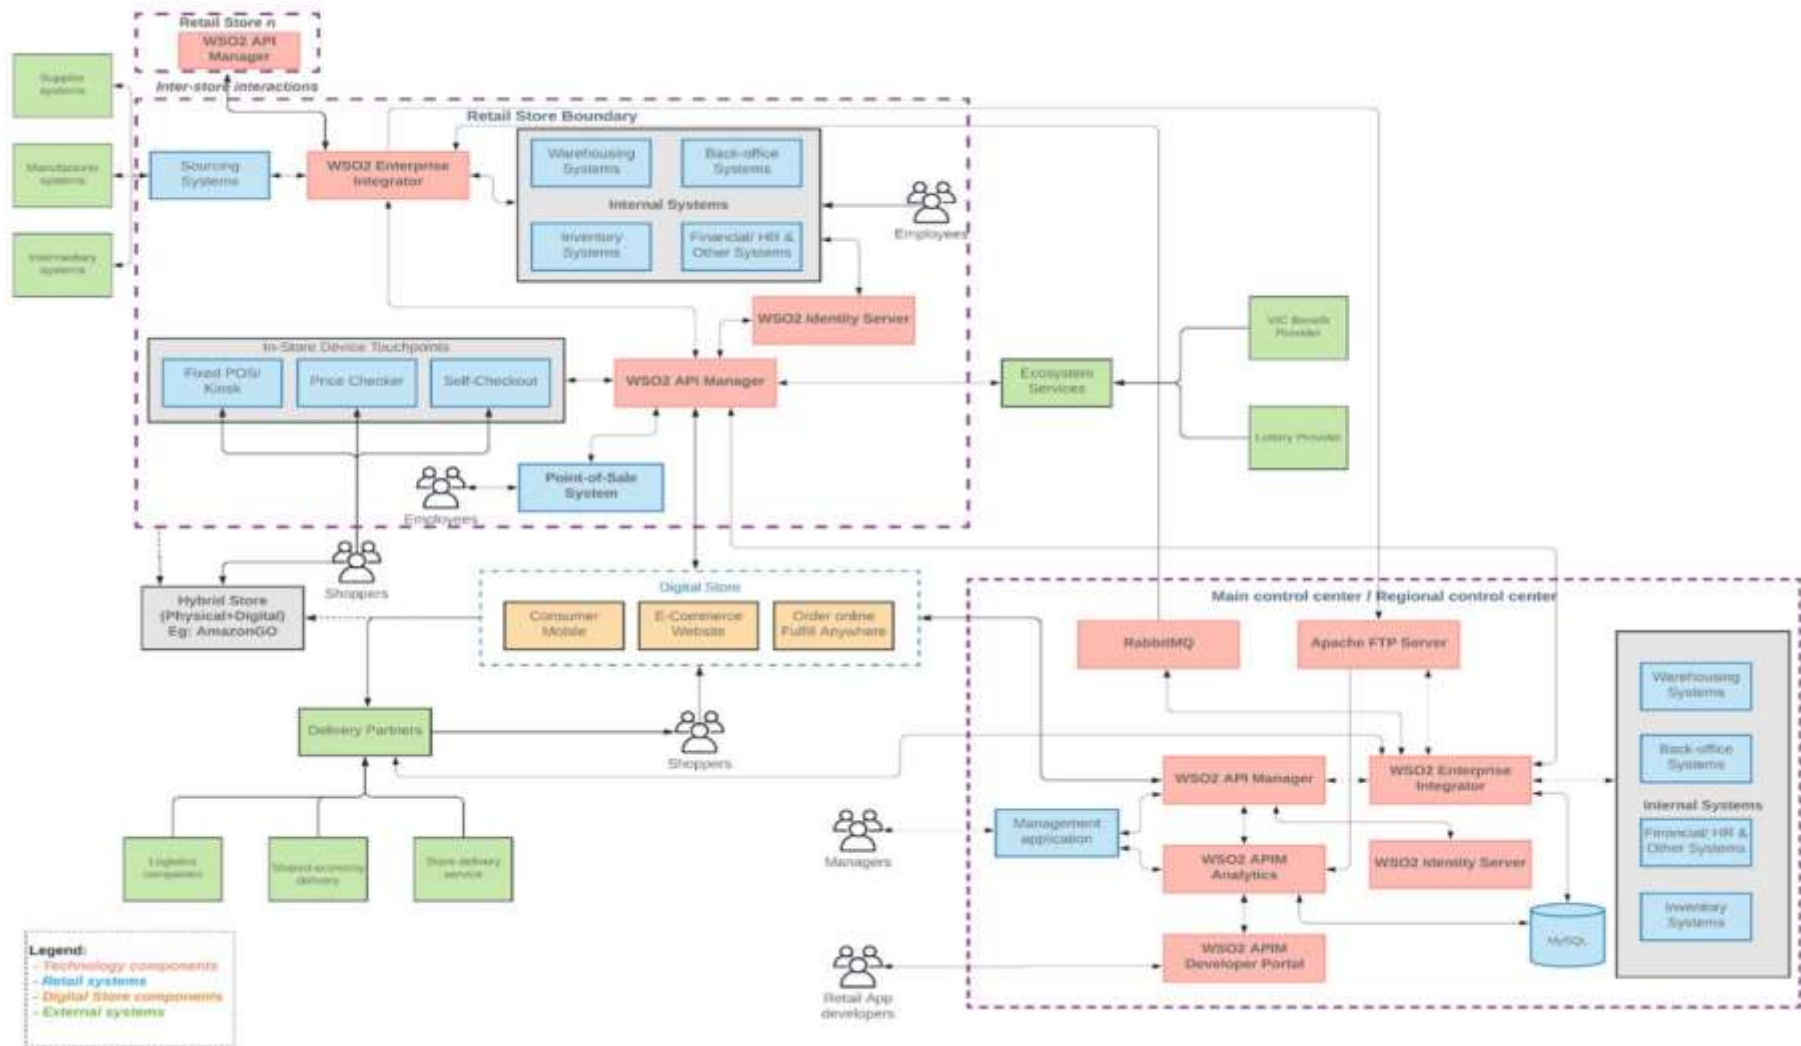 Retail Store n
WSO2 API
Manager
Inter-store interactions
Supplier
systems
Manufacturer
systems
Intermediary
systems
Retail Store Boundary
Sourcing
Systems
WSO2 Enterprise
Integrator
Warehousing
Systems
Back-office
Systems
Internal Systems
Inventory
Systems
Financial/ HR &
Other Systems
Employees
WSO2 Identity Server
In-Store Device Touchpoints
Fixed POS/
Kiosk
Price Checker
Self-Checkout
WSO2 API Manager
Ecosystem
Services
Benefit
Provider
Lottery Provider
Point-of-Sale
System
Employees
Shoppers
Hybrid Store
(Physical+Digital)
Eg: AmazonGO
Digital Store
Consumer
Mobile
E-Commerce
Website
Order online
Fulfill Anywhere
Delivery Partners
Shoppers
Logistics
companies
Shared-economy
delivery
Store delivery
service
Main control center / Regional control center
RabbitMQ
Apache FTP Server
WSO2 API Manager
WSO2 Enterprise
Integrator
Management
application
Managers
WSO2 APIM
Analytics
WSO2 Identity Server
WSO2 APIM
Developer Portal
MySQL
Retail App
developers
Warehousing
Systems
Back-office
Systems
Internal Systems
Financial/ HR &
Other Systems
Inventory
Systems
Legend:
- Technology components
- Retail systems
- Digital Store components
- External systems